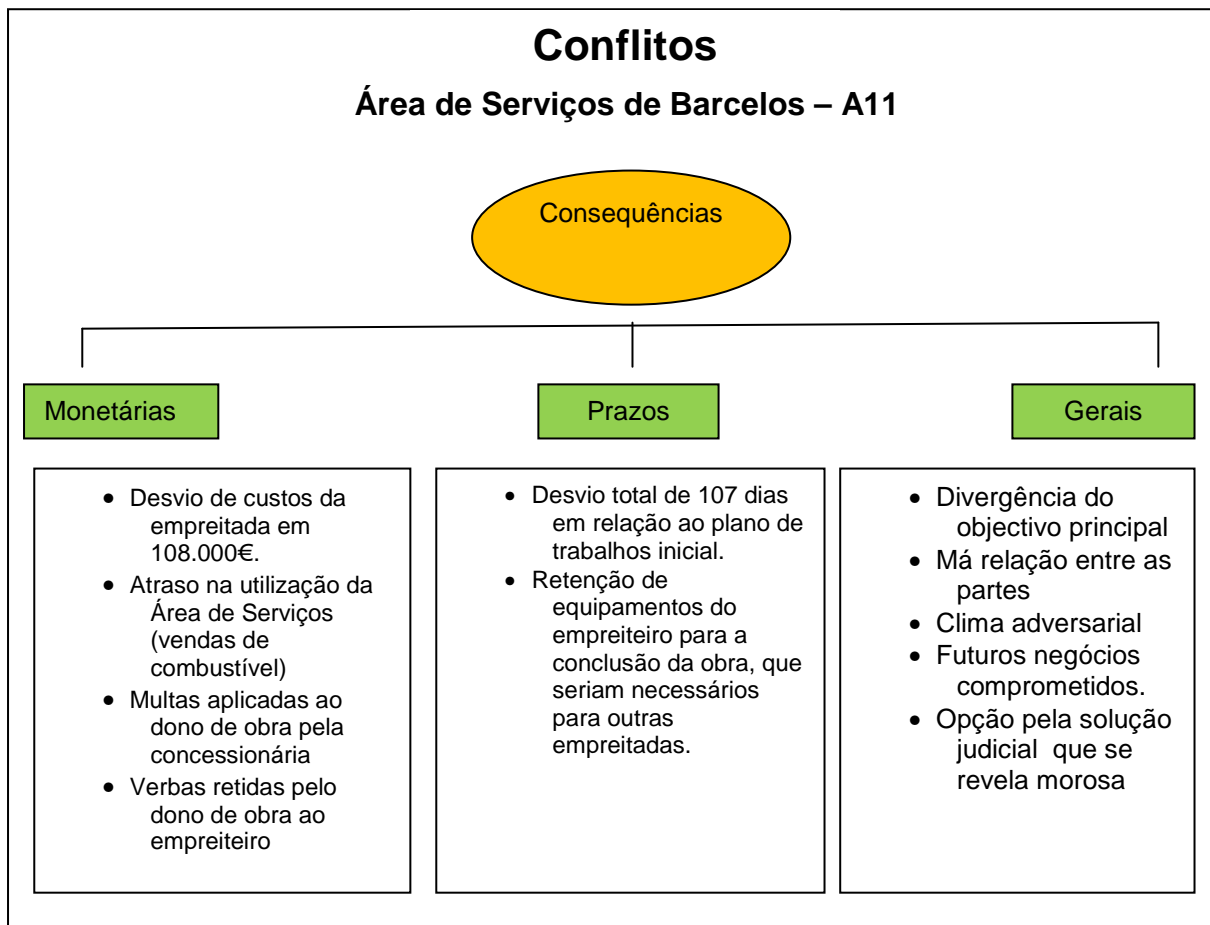 Conflitos
Área de Serviços de Barcelos – A11
Consequências
Monetárias
Prazos
Gerais
• Desvio de custos da
empreitada em
108.000€.
• Atraso na utilização da
Área de Serviços
(vendas de
combustível)
• Multas aplicadas ao
dono de obra pela
concessionária
• Verbas retidas pelo
dono de obra ao
empreiteiro
• Desvio total de 107 dias
em relação ao plano de
trabalhos inicial.
• Retenção de
equipamentos do
empreiteiro para a
conclusão da obra, que
seriam necessários
para outras
empreitadas.
• Divergência do
objectivo principal
• Má relação entre as
partes
• Clima adversarial
• Futuros negócios
comprometidos.
• Opção pela solução
judicial que se
revela morosa